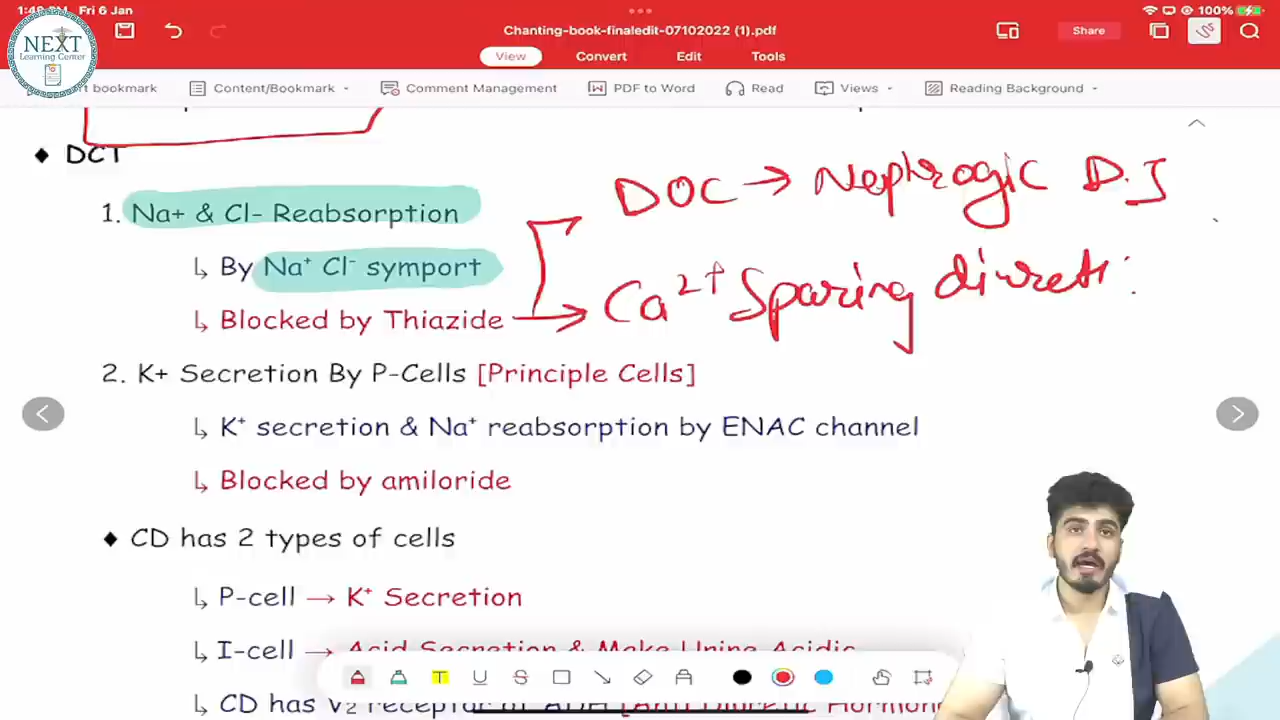 1:48 PM Fri 6 Jan
100%
NEXT
Learning Center
Chanting-book-finaledit-07102022 (1).pdf
Share
View Convert Edit Tools
bookmark Content/Bookmark Comment Management PDF to Word Read Views Reading Background
◆ DCT
DOC → Nephrogic D.I
1. Na+ & Cl- Reabsorption
↳ By Na⁺ Cl⁻ symport
Ca²⁺ Sparing diureti
↳ Blocked by Thiazide
2. K+ Secretion By P-Cells [Principle Cells]
↳ K⁺ secretion & Na⁺ reabsorption by ENAC channel
↳ Blocked by amiloride
◆ CD has 2 types of cells
↳ P-cell → K⁺ Secretion
↳ I-cell → Acid Secretion & Make Urine Acidic
↳ CD has V₂ receptor of ADH [Anti Diuretic Hormone